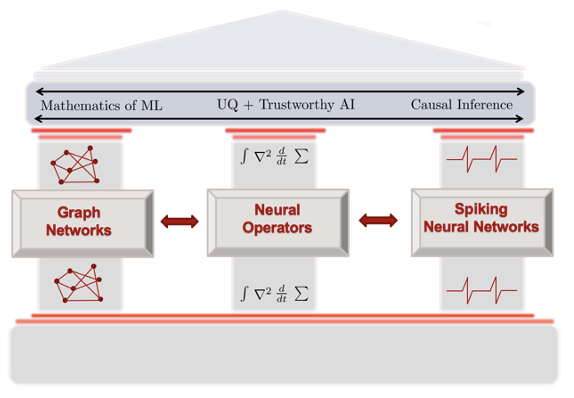 Mathematics of ML UQ + Trustworthy AI Causal Inference
∫ ∇² d/dt ∑
Graph
Networks
Neural
Operators
Spiking
Neural Networks
∫ ∇² d/dt ∑